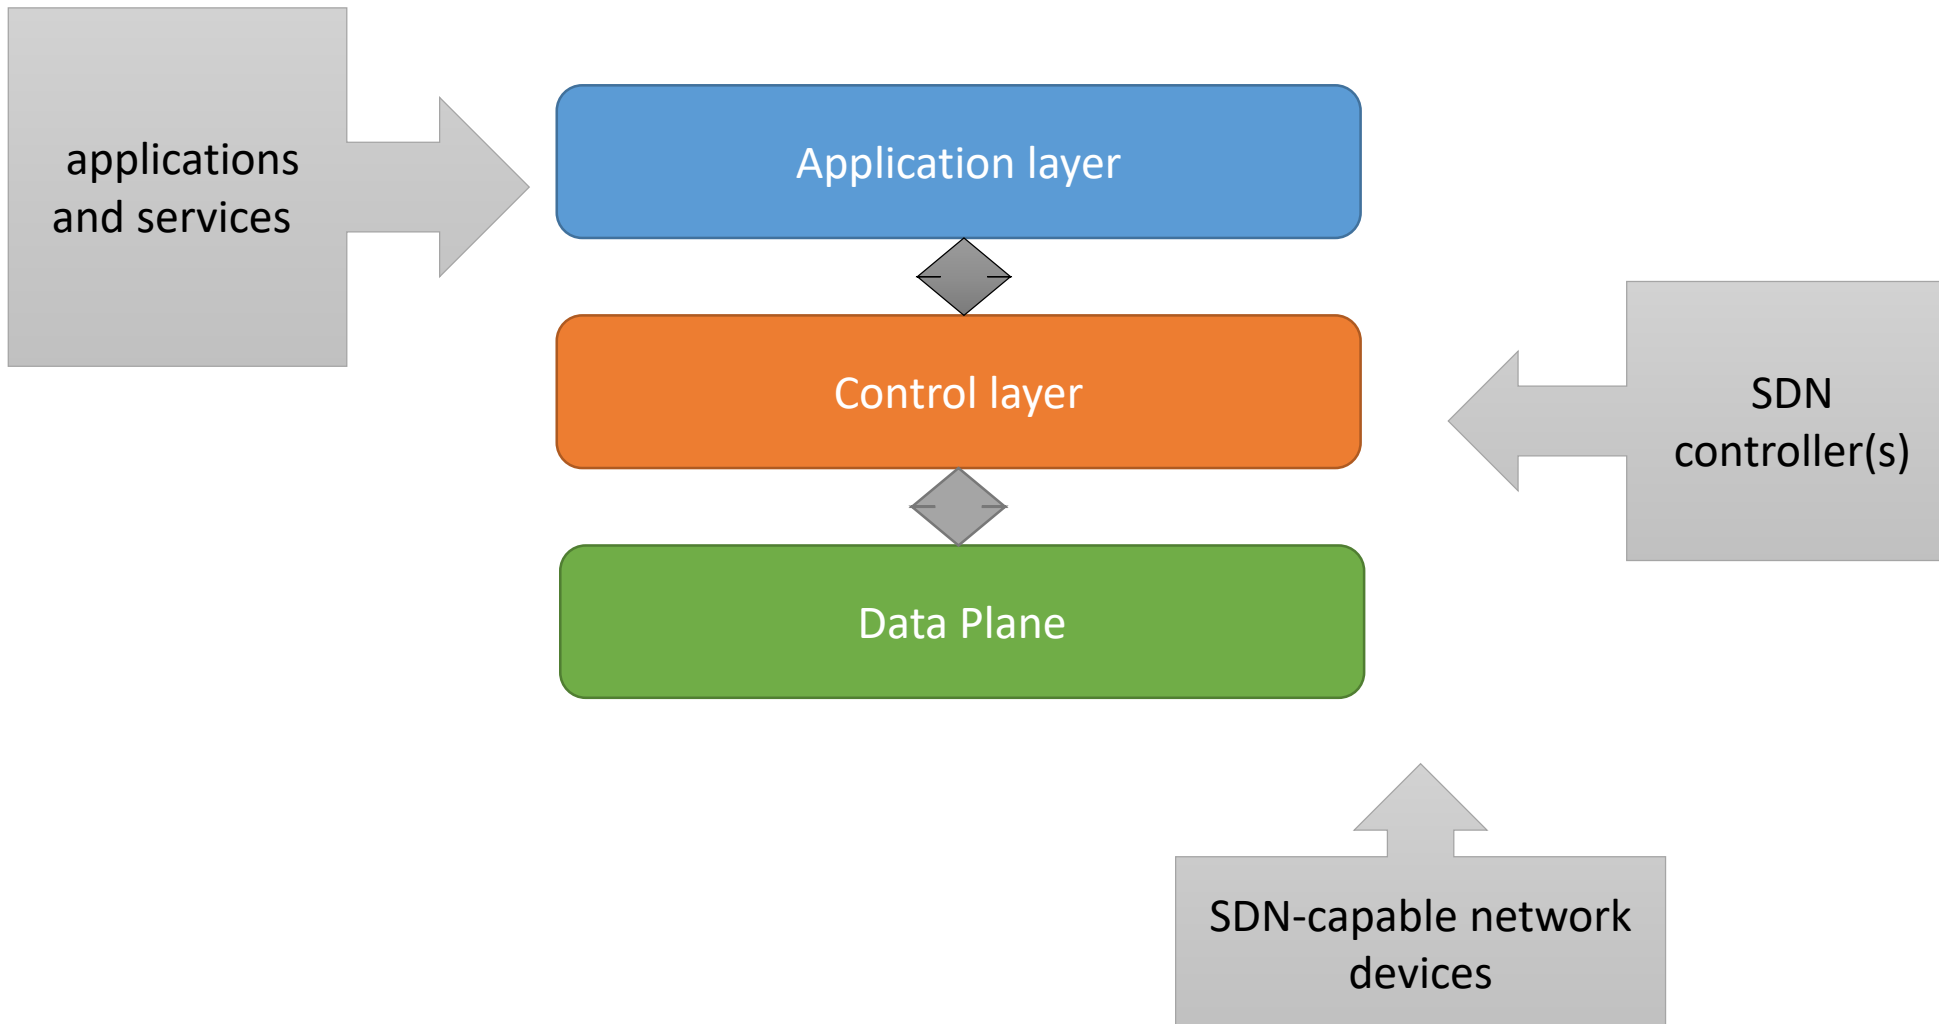 applications
and services
Application layer
Control layer
SDN
controller(s)
Data Plane
SDN-capable network
devices